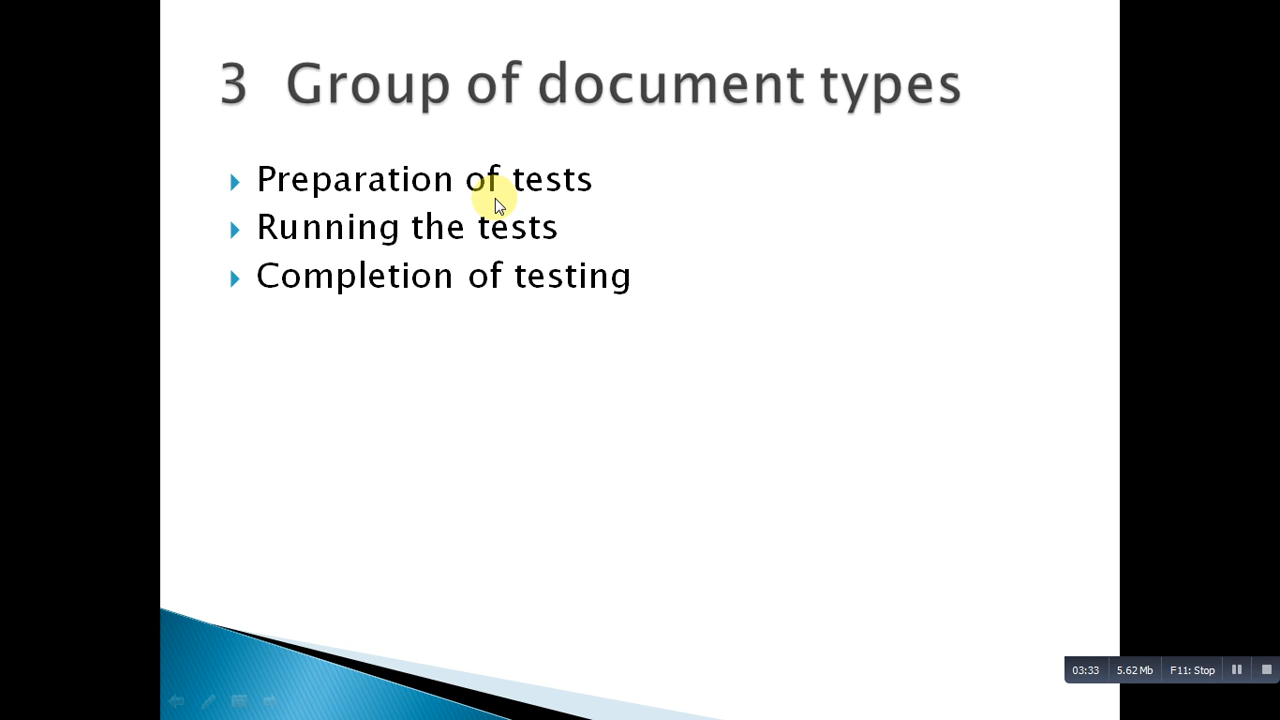 3 Group of document types
Preparation of tests
Running the tests
Completion of testing
03:33 5.62 Mb F11: Stop